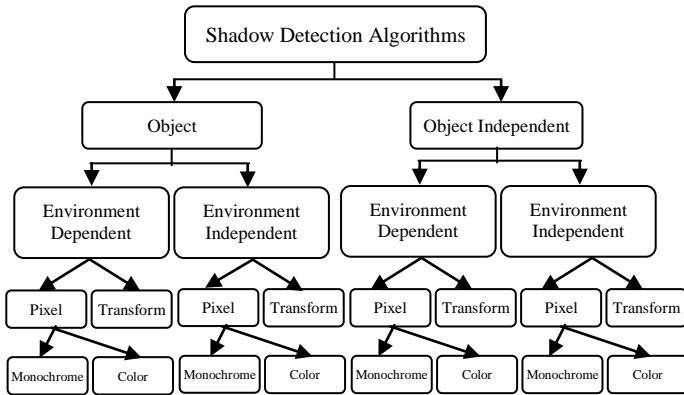 Shadow Detection Algorithms
Object
Object Independent
Environment
Dependent
Environment
Independent
Environment
Dependent
Environment
Independent
Pixel
Transform
Pixel
Transform
Pixel
Transform
Pixel
Transform
Monochrome
Color
Monochrome
Color
Monochrome
Color
Monochrome
Color